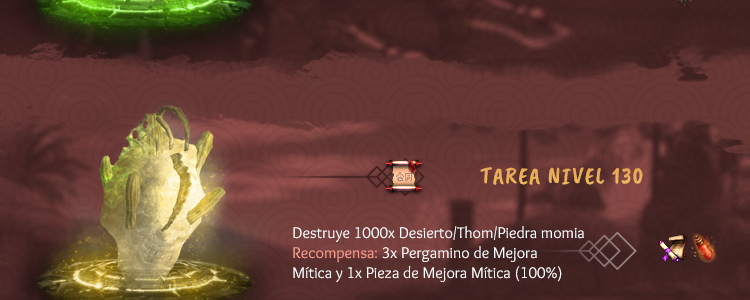 TAREA NIVEL 130
Destruye 1000x Desierto/Thom/Piedra momia
Recompensa: 3x Pergamino de Mejora
Mítica y 1x Pieza de Mejora Mítica (100%)